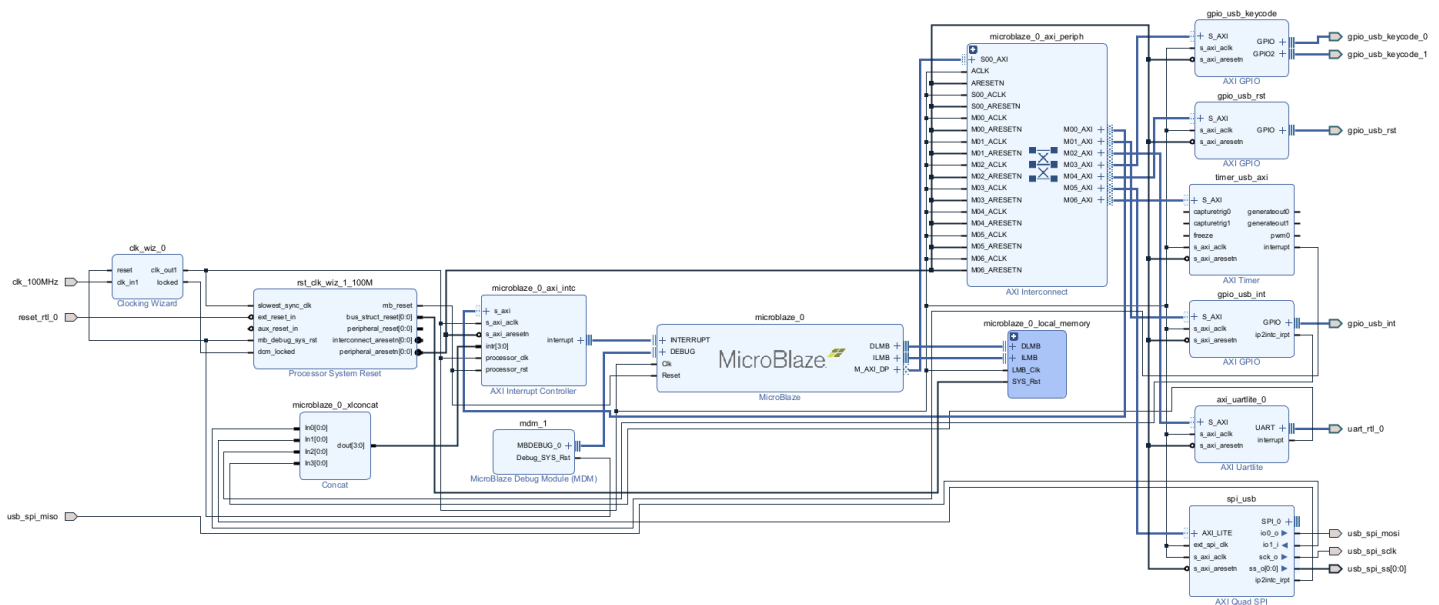 clk_100MHz
reset_rtl_0
usb_spi_miso
clk_wiz_0
reset clk_out1
clk_in1 locked
Clocking Wizard
rst_clk_wiz_1_100M
slowest_sync_clk mb_reset
ext_reset_in bus_struct_reset[0:0]
aux_reset_in peripheral_reset[0:0]
mb_debug_sys_rst interconnect_aresetn[0:0]
dcm_locked peripheral_aresetn[0:0]
Processor System Reset
microblaze_0_xlconcat
In0[0:0]
In1[0:0]
dout[3:0]
In2[0:0]
In3[0:0]
Concat
microblaze_0_axi_intc
s_axi
s_axi_aclk
s_axi_aresetn
intr[3:0]
interrupt
processor_clk
processor_rst
AXI Interrupt Controller
mdm_1
MBDEBUG_0
Debug_SYS_Rst
MicroBlaze Debug Module (MDM)
microblaze_0
INTERRUPT DLMB
DEBUG ILMB
Clk M_AXI_DP
Reset
MicroBlaze
MicroBlaze
microblaze_0_axi_periph
S00_AXI
ACLK
ARESETN
S00_ACLK
S00_ARESETN
M00_ACLK
M00_ARESETN M00_AXI
M01_ACLK M01_AXI
M01_ARESETN M02_AXI
M02_ACLK M03_AXI
M02_ARESETN M04_AXI
M03_ACLK M05_AXI
M03_ARESETN M06_AXI
M04_ACLK
M04_ARESETN
M05_ACLK
M05_ARESETN
M06_ACLK
M06_ARESETN
AXI Interconnect
microblaze_0_local_memory
DLMB
ILMB
LMB_Clk
SYS_Rst
gpio_usb_keycode
S_AXI GPIO
s_axi_aclk GPIO2
s_axi_aresetn
AXI GPIO
gpio_usb_keycode_0
gpio_usb_keycode_1
gpio_usb_rst
S_AXI
s_axi_aclk GPIO
s_axi_aresetn
AXI GPIO
gpio_usb_rst
timer_usb_axi
S_AXI
capturetrig0 generateout0
capturetrig1 generateout1
freeze pwm0
s_axi_aclk interrupt
s_axi_aresetn
AXI Timer
gpio_usb_int
S_AXI GPIO
s_axi_aclk ip2intc_irpt
s_axi_aresetn
AXI GPIO
gpio_usb_int
axi_uartlite_0
S_AXI UART
s_axi_aclk interrupt
s_axi_aresetn
AXI Uartlite
uart_rtl_0
spi_usb
SPI_0
AXI_LITE io0_o
ext_spi_clk io1_i
s_axi_aclk sck_o
s_axi_aresetn ss_o[0:0]
ip2intc_irpt
AXI Quad SPI
usb_spi_mosi
usb_spi_sclk
usb_spi_ss[0:0]